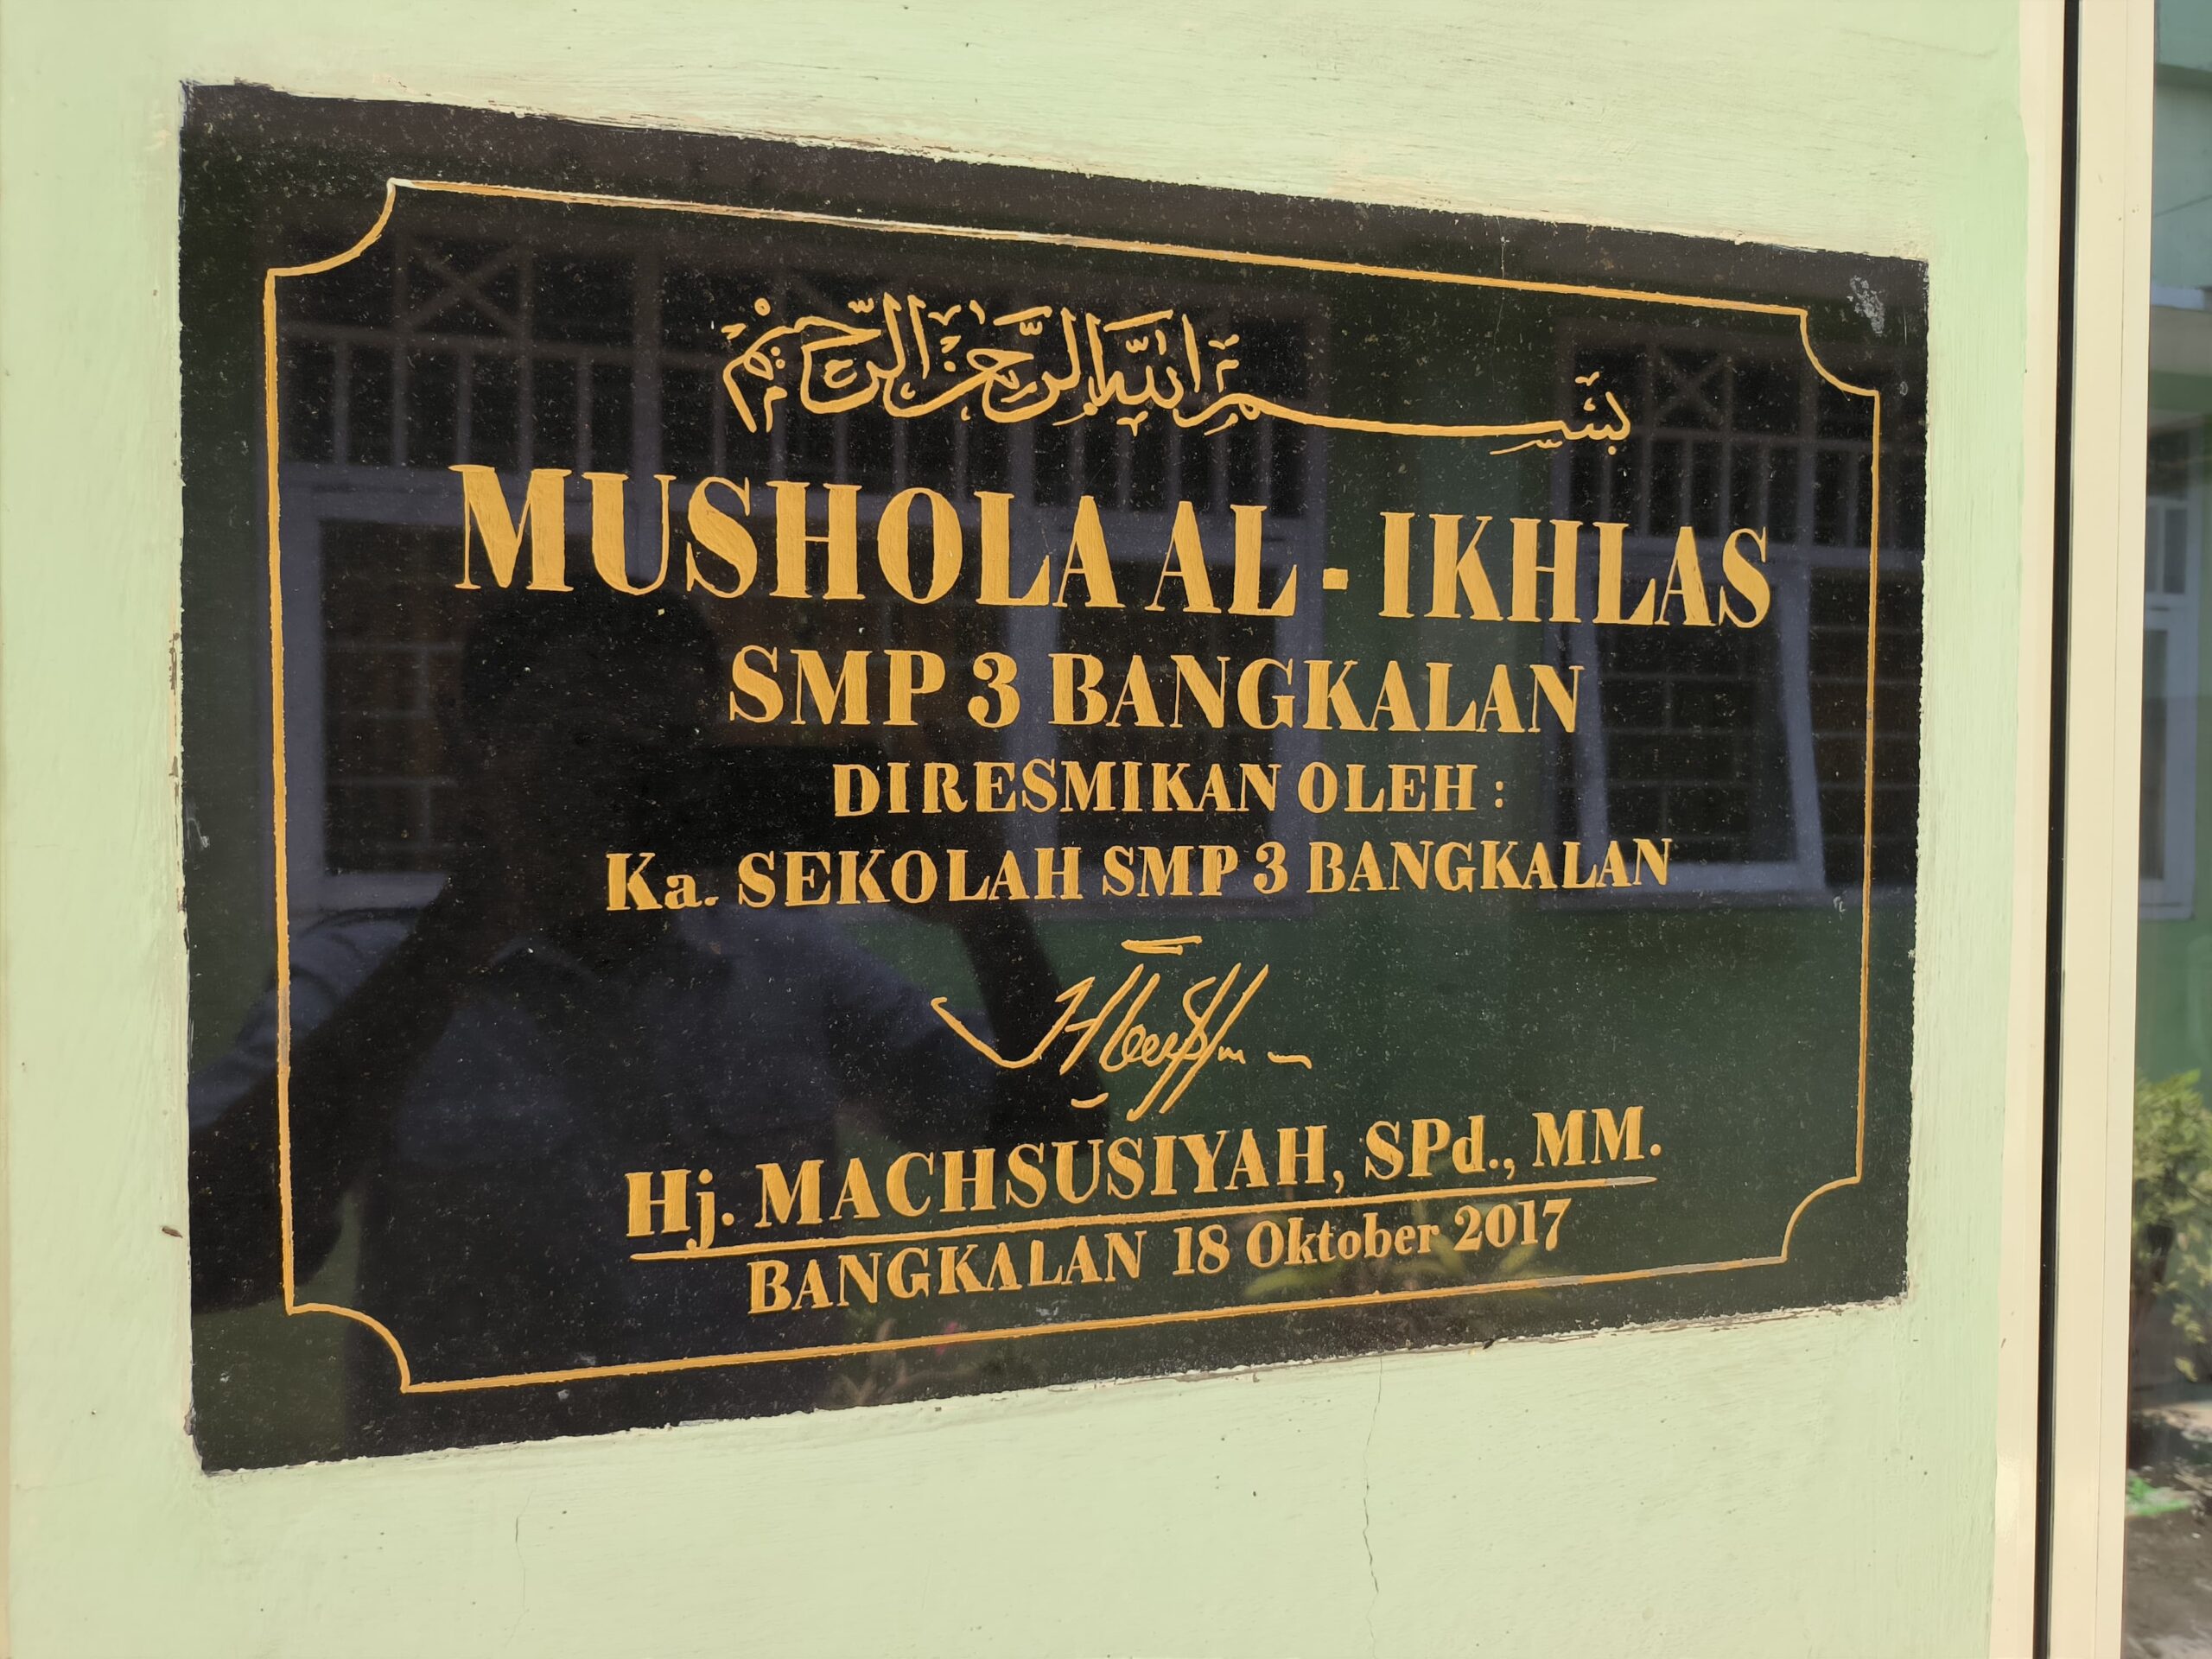 بسم الله الرحمن الرحيم
MUSHOLA AL - IKHLAS
SMP 3 BANGKALAN
DIRESMIKAN OLEH :
Ka. SEKOLAH SMP 3 BANGKALAN
Hj. MACHSUSIYAH, SPd., MM.
BANGKALAN 18 Oktober 2017